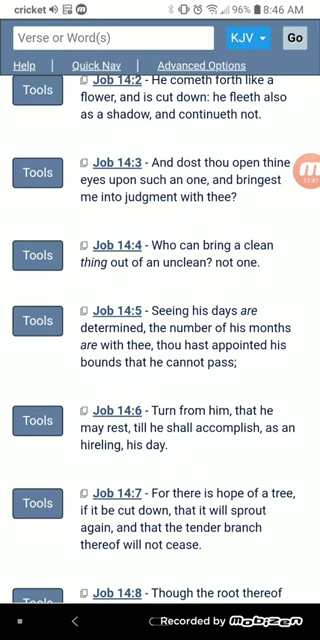 cricket 96% 8:46 AM
Verse or Word(s) KJV Go
Help | Quick Nav | Advanced Options
Tools
Job 14:2 - He cometh forth like a
flower, and is cut down: he fleeth also
as a shadow, and continueth not.
Tools
Job 14:3 - And dost thou open thine
eyes upon such an one, and bringest
me into judgment with thee?
17:41
Tools
Job 14:4 - Who can bring a clean
thing out of an unclean? not one.
Tools
Job 14:5 - Seeing his days are
determined, the number of his months
are with thee, thou hast appointed his
bounds that he cannot pass;
Tools
Job 14:6 - Turn from him, that he
may rest, till he shall accomplish, as an
hireling, his day.
Tools
Job 14:7 - For there is hope of a tree,
if it be cut down, that it will sprout
again, and that the tender branch
thereof will not cease.
Tools
Job 14:8 - Though the root thereof
Recorded by mobizen